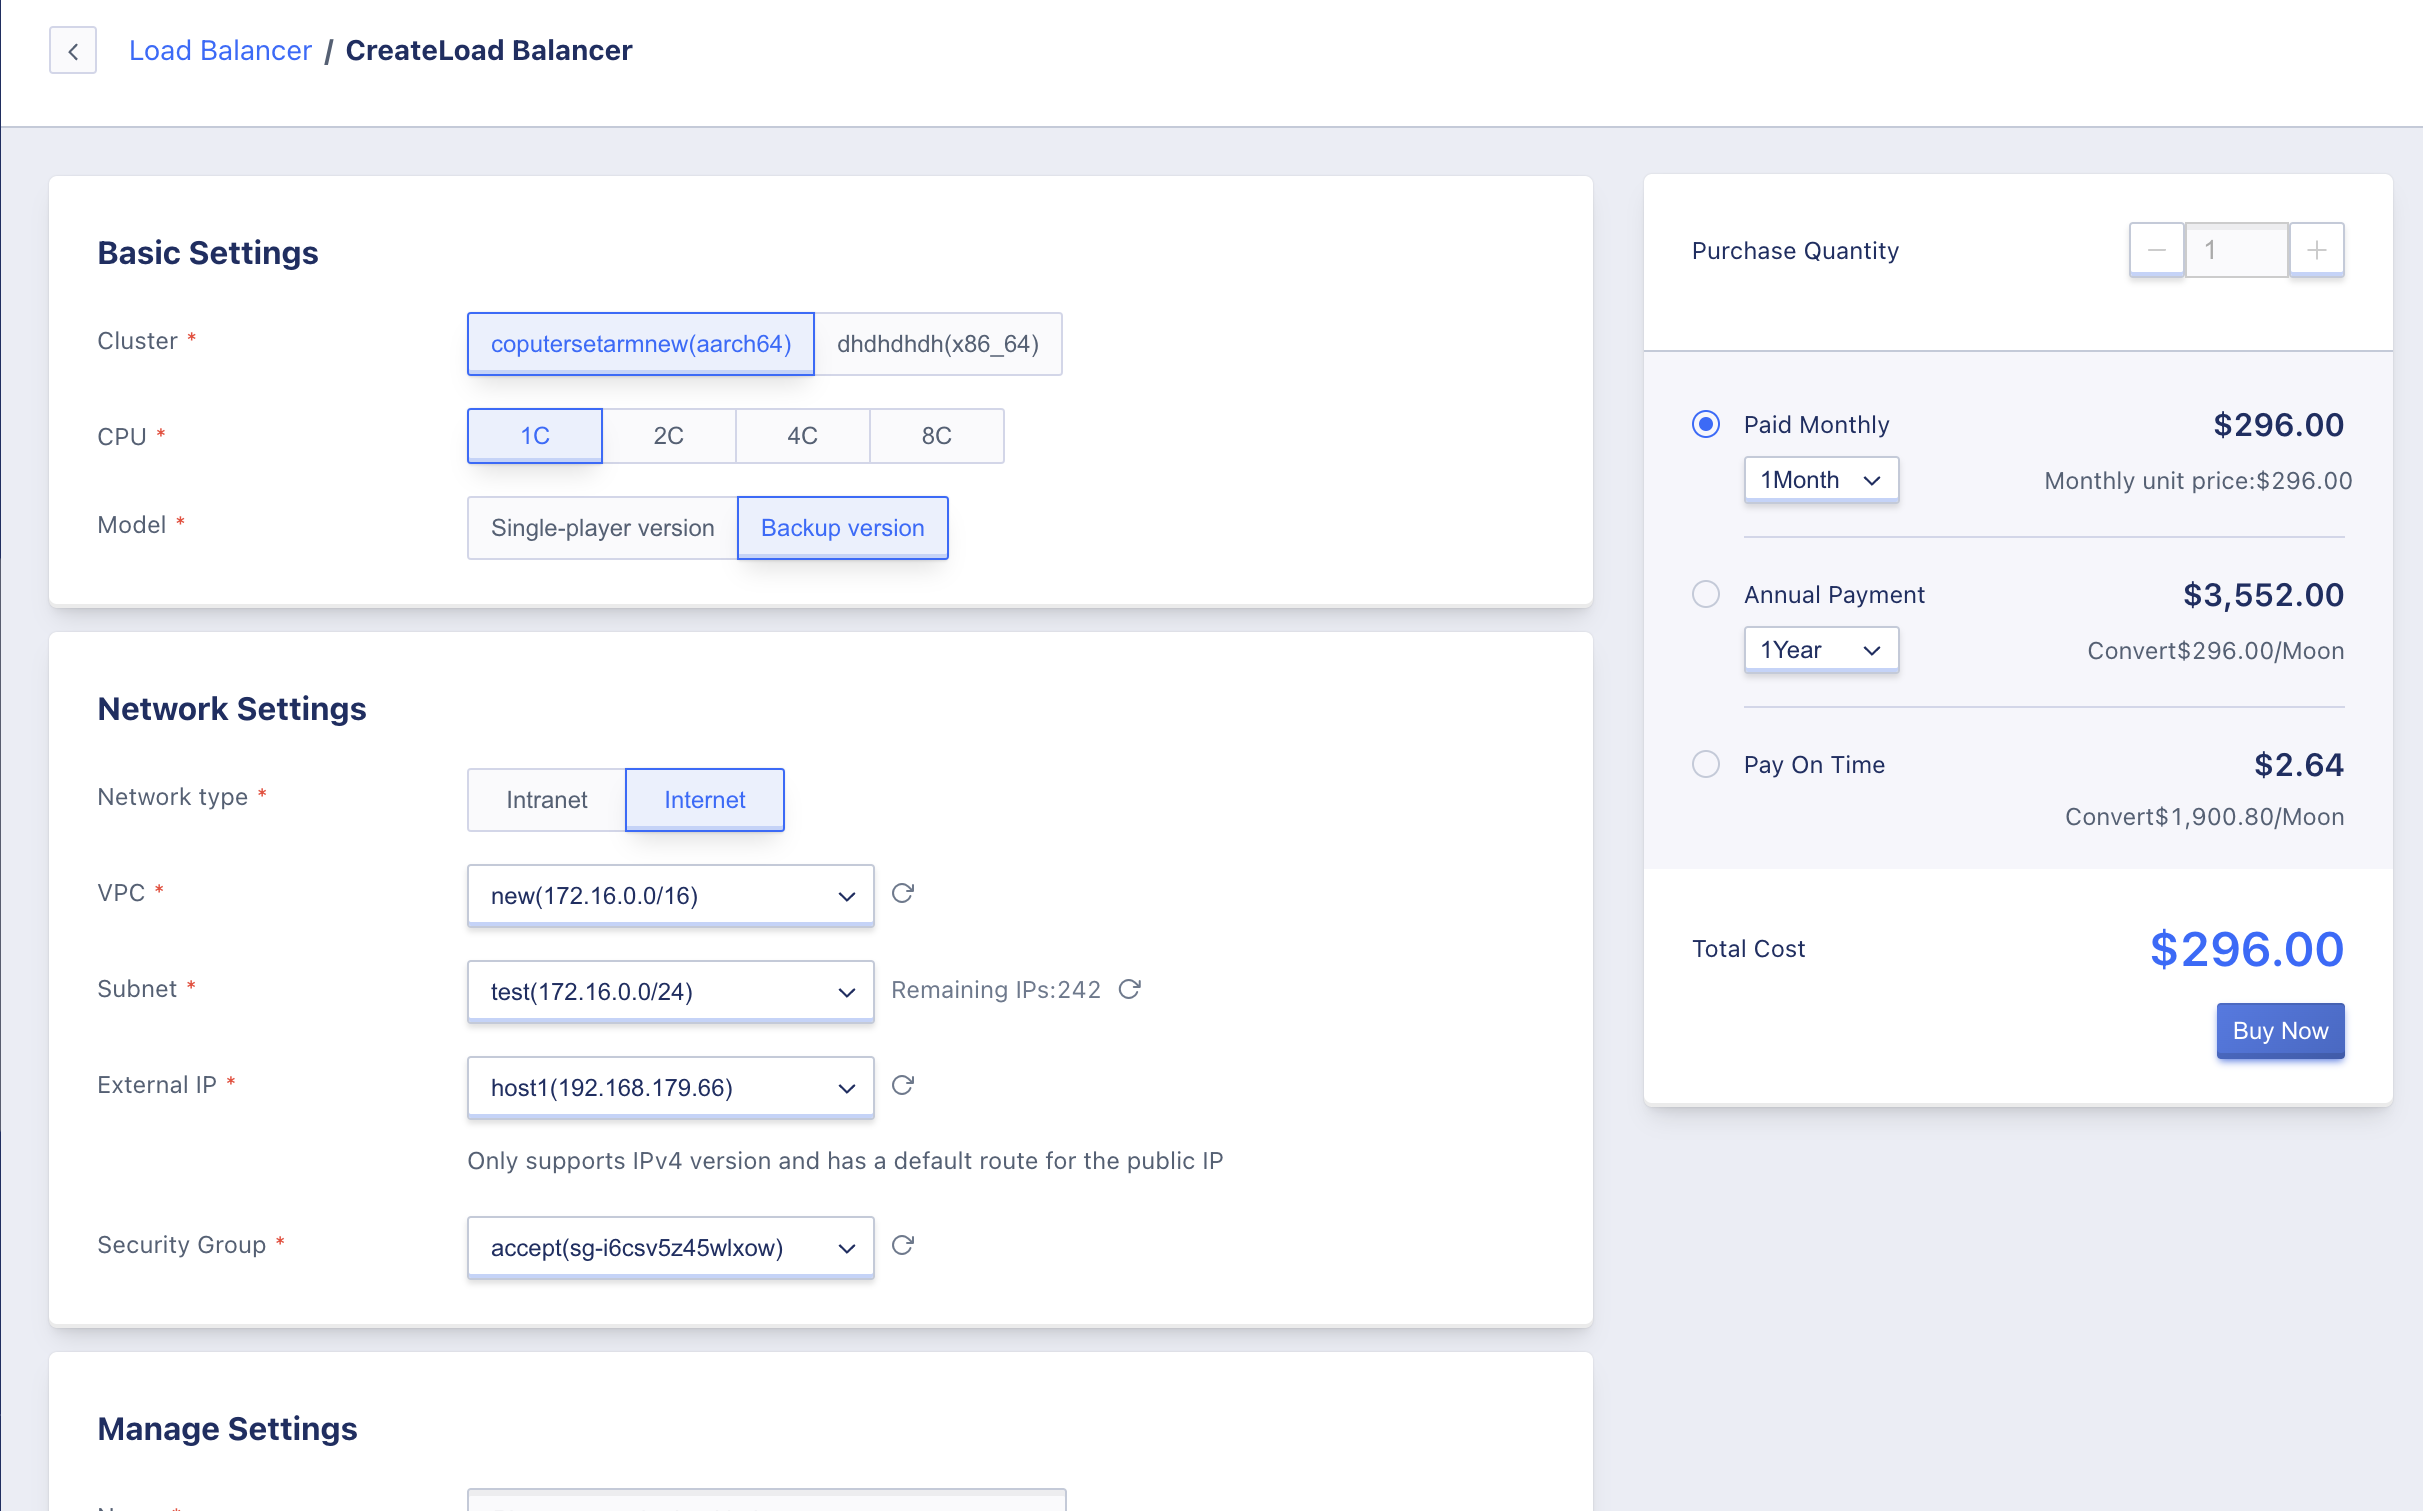 Load Balancer / CreateLoad Balancer
Basic Settings
Cluster *
coputersetarmnew(aarch64) dhdhdhdh(x86_64)
CPU *
1C 2C 4C 8C
Model *
Single-player version Backup version
Network Settings
Network type *
Intranet Internet
VPC *
new(172.16.0.0/16)
Subnet *
test(172.16.0.0/24) Remaining IPs:242
External IP *
host1(192.168.179.66)
Only supports IPv4 version and has a default route for the public IP
Security Group *
accept(sg-i6csv5z45wlxow)
Manage Settings
Purchase Quantity
1
Paid Monthly $296.00
1Month Monthly unit price:$296.00
Annual Payment $3,552.00
1Year Convert$296.00/Moon
Pay On Time $2.64
Convert$1,900.80/Moon
Total Cost $296.00
Buy Now